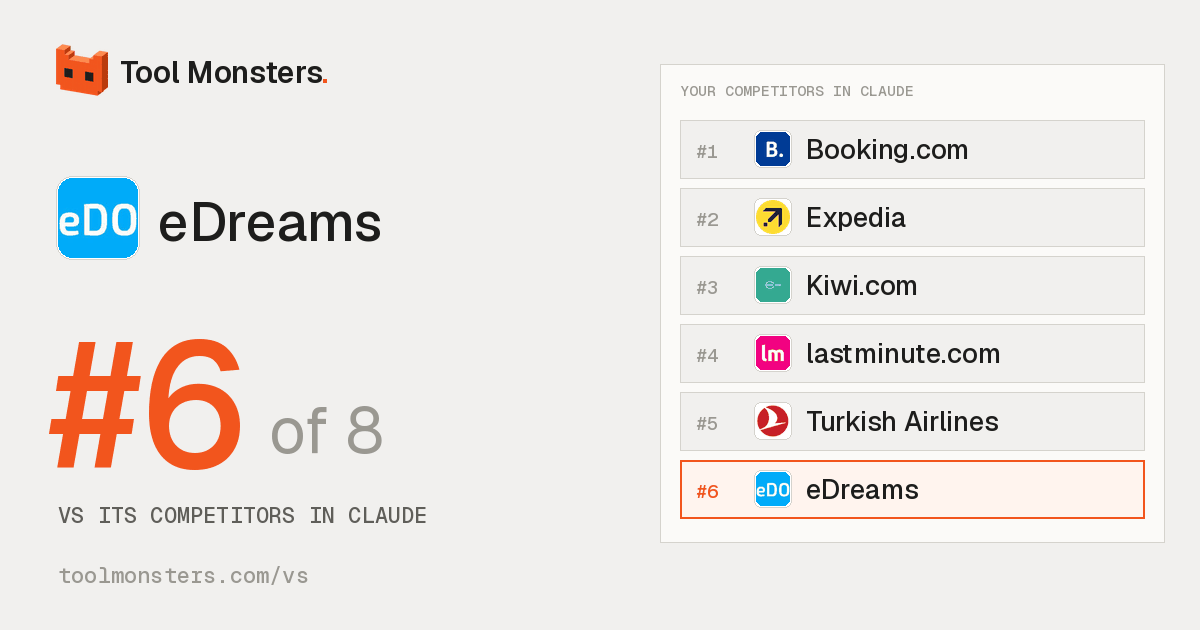 Tool Monsters.
eDO eDreams
#6 of 8
VS ITS COMPETITORS IN CLAUDE
toolmonsters.com/vs
YOUR COMPETITORS IN CLAUDE
#1 B. Booking.com
#2 Expedia
#3 Kiwi.com
#4 lm lastminute.com
#5 Turkish Airlines
#6 eDO eDreams